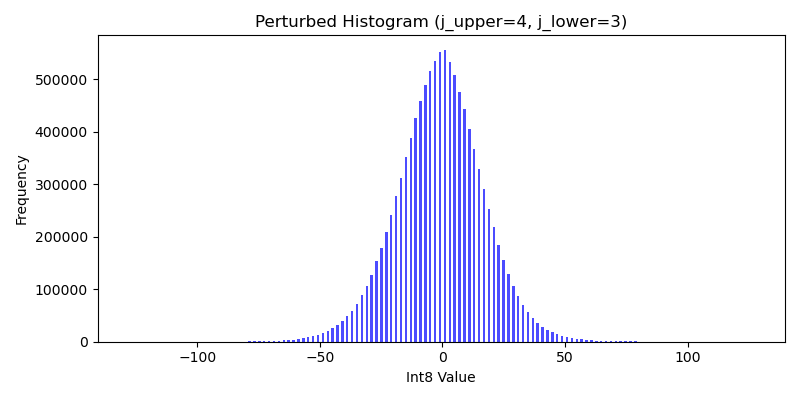 Perturbed Histogram (j_upper=4, j_lower=3)
Frequency
500000
400000
300000
200000
100000
0
−100 −50 0 50 100
Int8 Value